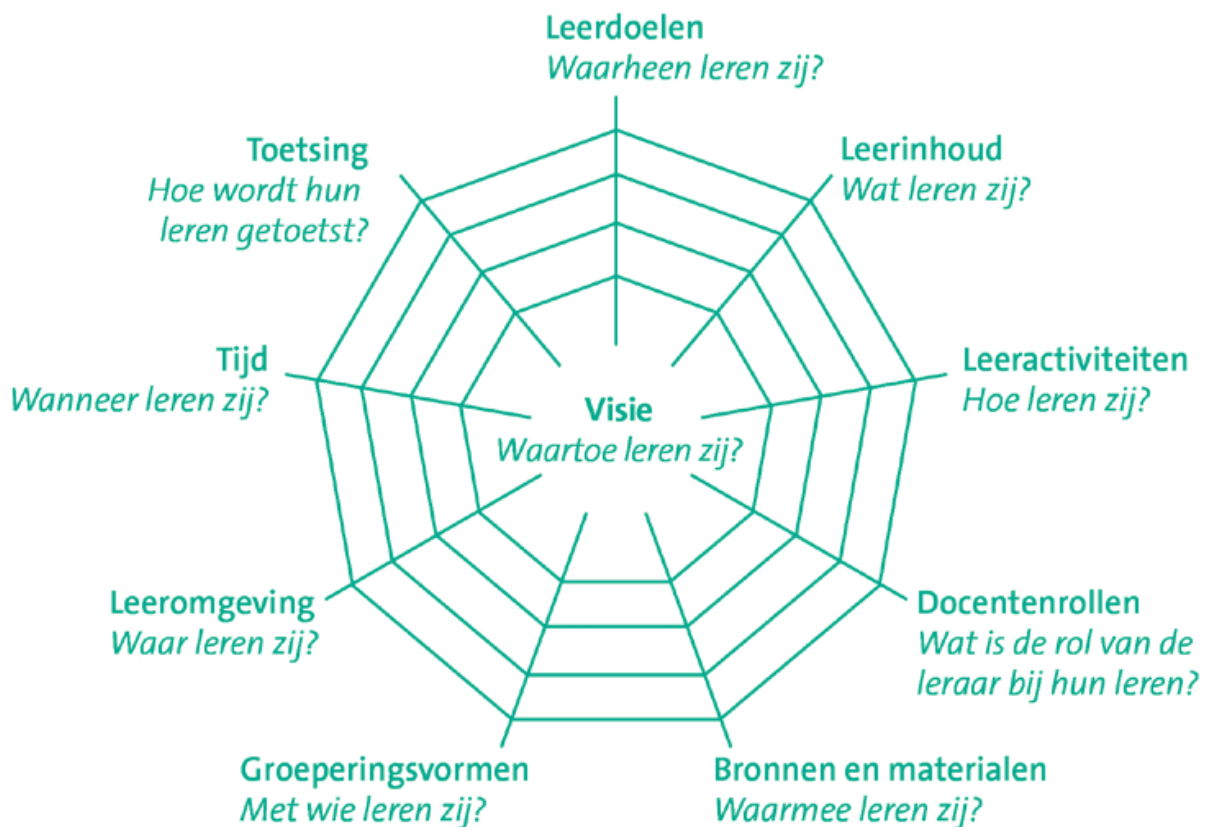 Leerdoelen
Waarheen leren zij?
Leerinhoud
Wat leren zij?
Leeractiviteiten
Hoe leren zij?
Docentenrollen
Wat is de rol van de
leraar bij hun leren?
Bronnen en materialen
Waarmee leren zij?
Groeperingsvormen
Met wie leren zij?
Leeromgeving
Waar leren zij?
Tijd
Wanneer leren zij?
Toetsing
Hoe wordt hun
leren getoetst?
Visie
Waartoe leren zij?